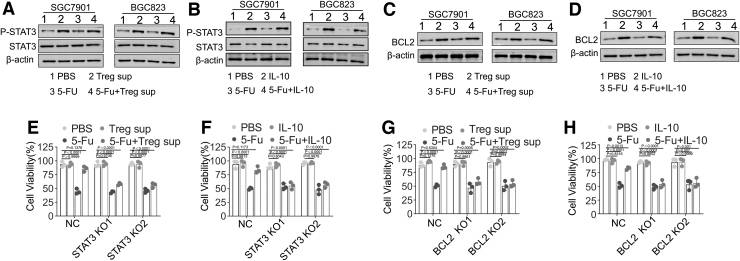 A
SGC7901 BGC823
1 2 3 4 1 2 3 4
P-STAT3
STAT3
β-actin
1 PBS 2 Treg sup
3 5-FU 4 5-Fu+Treg sup
B
SGC7901 BGC823
1 2 3 4 1 2 3 4
P-STAT3
STAT3
β-actin
1 PBS 2 IL-10
3 5-FU 4 5-Fu+IL-10
C
SGC7901 BGC823
1 2 3 4 1 2 3 4
BCL2
β-actin
1 PBS 2 Treg sup
3 5-FU 4 5-Fu+Treg sup
D
SGC7901 BGC823
1 2 3 4 1 2 3 4
BCL2
β-actin
1 PBS 2 IL-10
3 5-FU 4 5-Fu+IL-10
E
PBS Treg sup
5-Fu 5-Fu+Treg sup
Cell Viability(%)
125
100
75
50
25
0
NC
STAT3 KO1
STAT3 KO2
F
PBS IL-10
5-Fu 5-Fu+IL-10
Cell Viability(%)
125
100
75
50
25
0
NC
STAT3 KO1
STAT3 KO2
G
PBS Treg sup
5-Fu 5-Fu+Treg sup
Cell Viability(%)
125
100
75
50
25
0
NC
BCL2 KO1
BCL2 KO2
H
PBS IL-10
5-Fu 5-Fu+IL-10
Cell Viability(%)
125
100
75
50
25
0
NC
BCL2 KO1
BCL2 KO2